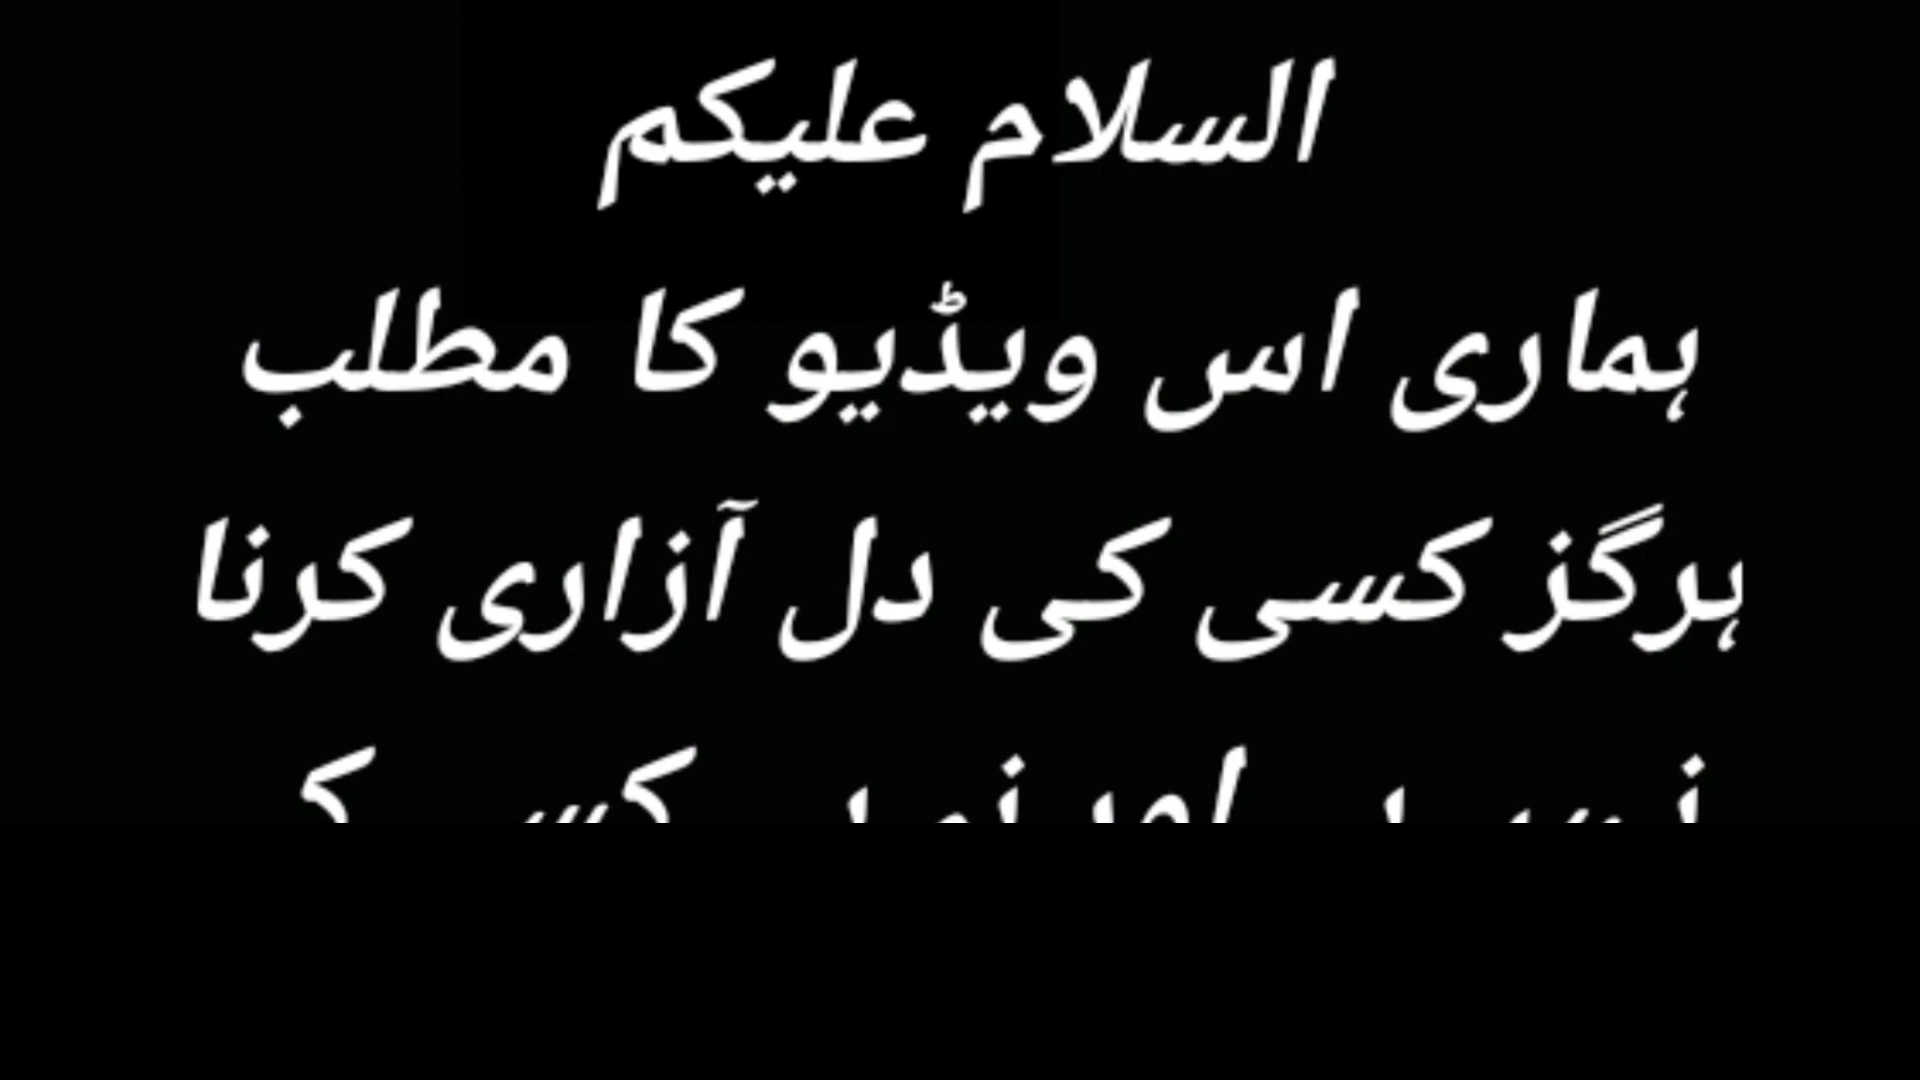 السلام علیکم
ہماری اس ویڈیو کا مطلب
ہرگز کسی کی دل آزاری کرنا